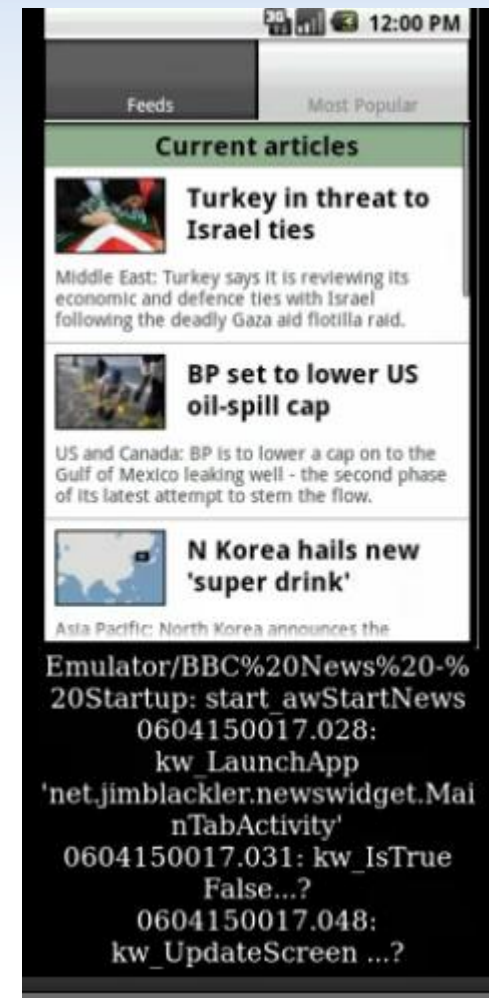 3G
12:00 PM
Feeds
Most Popular
Current articles
Turkey in threat to
Israel ties
Middle East: Turkey says it is reviewing its
economic and defence ties with Israel
following the deadly Gaza aid flotilla raid.
BP set to lower US
oil-spill cap
US and Canada: BP is to lower a cap on to the
Gulf of Mexico leaking well - the second phase
of its latest attempt to stem the flow.
N Korea hails new
'super drink'
Asia Pacific: North Korea announces the
Emulator/BBC%20News%20-%
20Startup: start_awStartNews
0604150017.028:
kw_LaunchApp
'net.jimblackler.newswidget.Mai
nTabActivity'
0604150017.031: kw_IsTrue
False...?
0604150017.048:
kw_UpdateScreen ...?